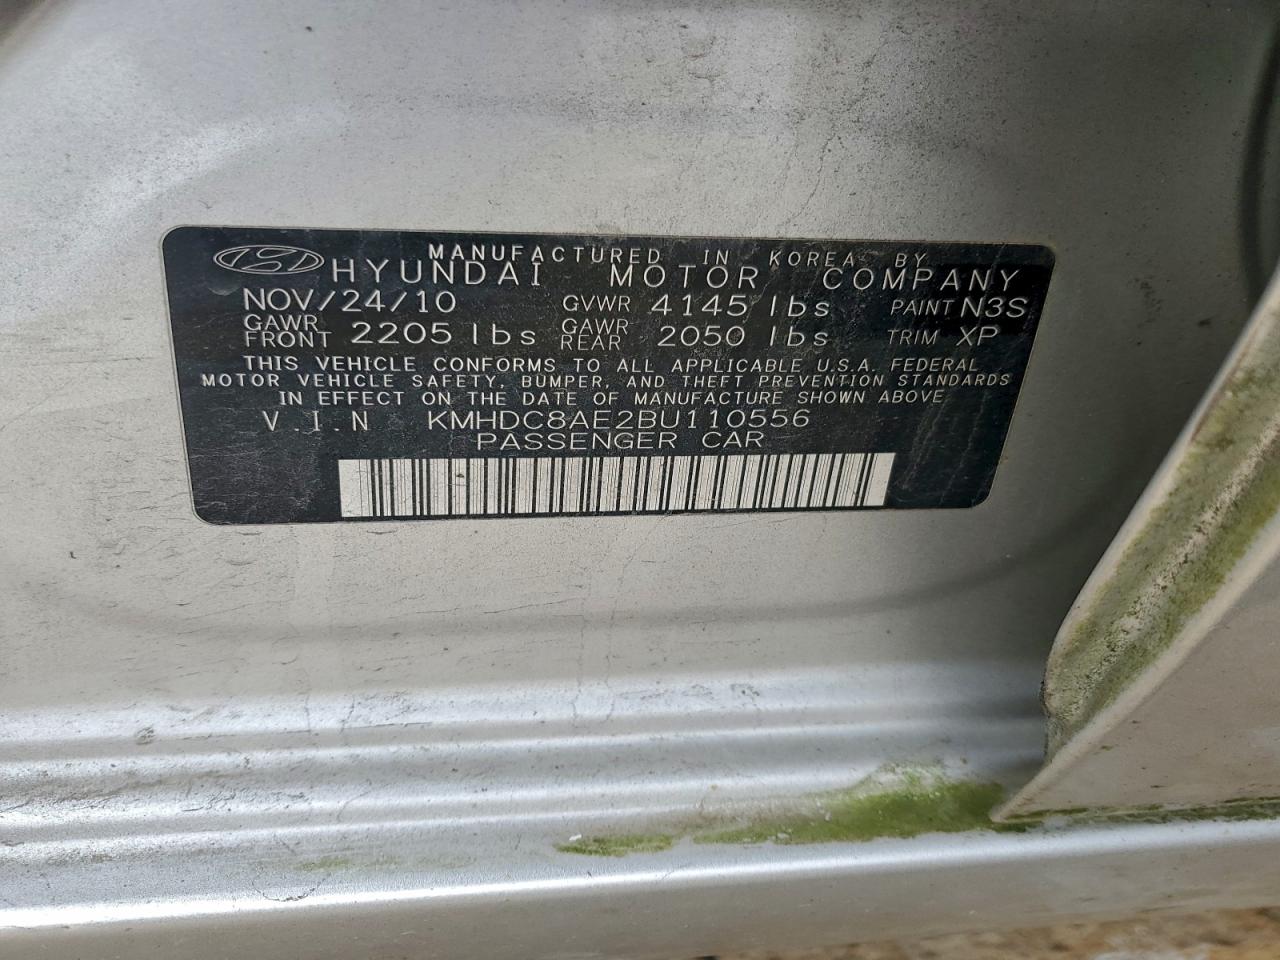 MANUFACTURED IN KOREA BY
HYUNDAI MOTOR COMPANY
NOV/24/10 GVWR 4145 lbs PAINT N3S
GAWR FRONT 2205 lbs GAWR REAR 2050 lbs TRIM XP
THIS VEHICLE CONFORMS TO ALL APPLICABLE U.S.A. FEDERAL
MOTOR VEHICLE SAFETY, BUMPER, AND THEFT PREVENTION STANDARDS
IN EFFECT ON THE DATE OF MANUFACTURE SHOWN ABOVE
V.I.N KMHDC8AE2BU110556
PASSENGER CAR